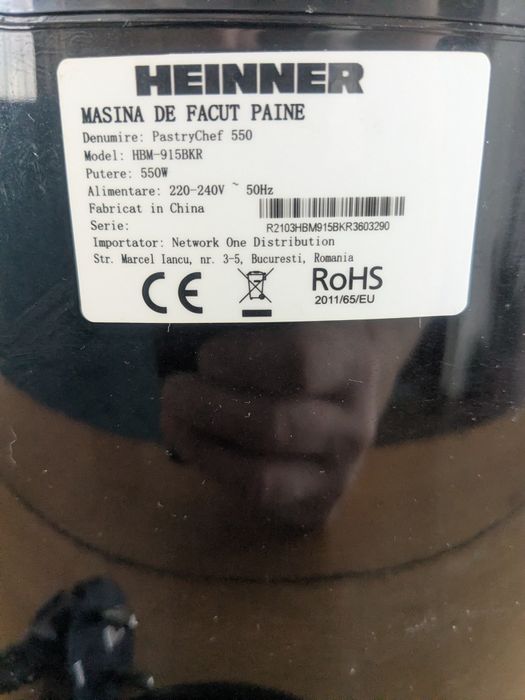 HEINNER
MASINA DE FACUT PAINE
Denumire: PastryChef 550
Model: HBM-915BKR
Putere: 550W
Alimentare: 220-240V ~ 50Hz
Fabricat in China
Serie: R2103HBM915BKR3603290
Importator: Network One Distribution
Str. Marcel Iancu, nr. 3-5, Bucuresti, Romania
CE RoHS
2011/65/EU